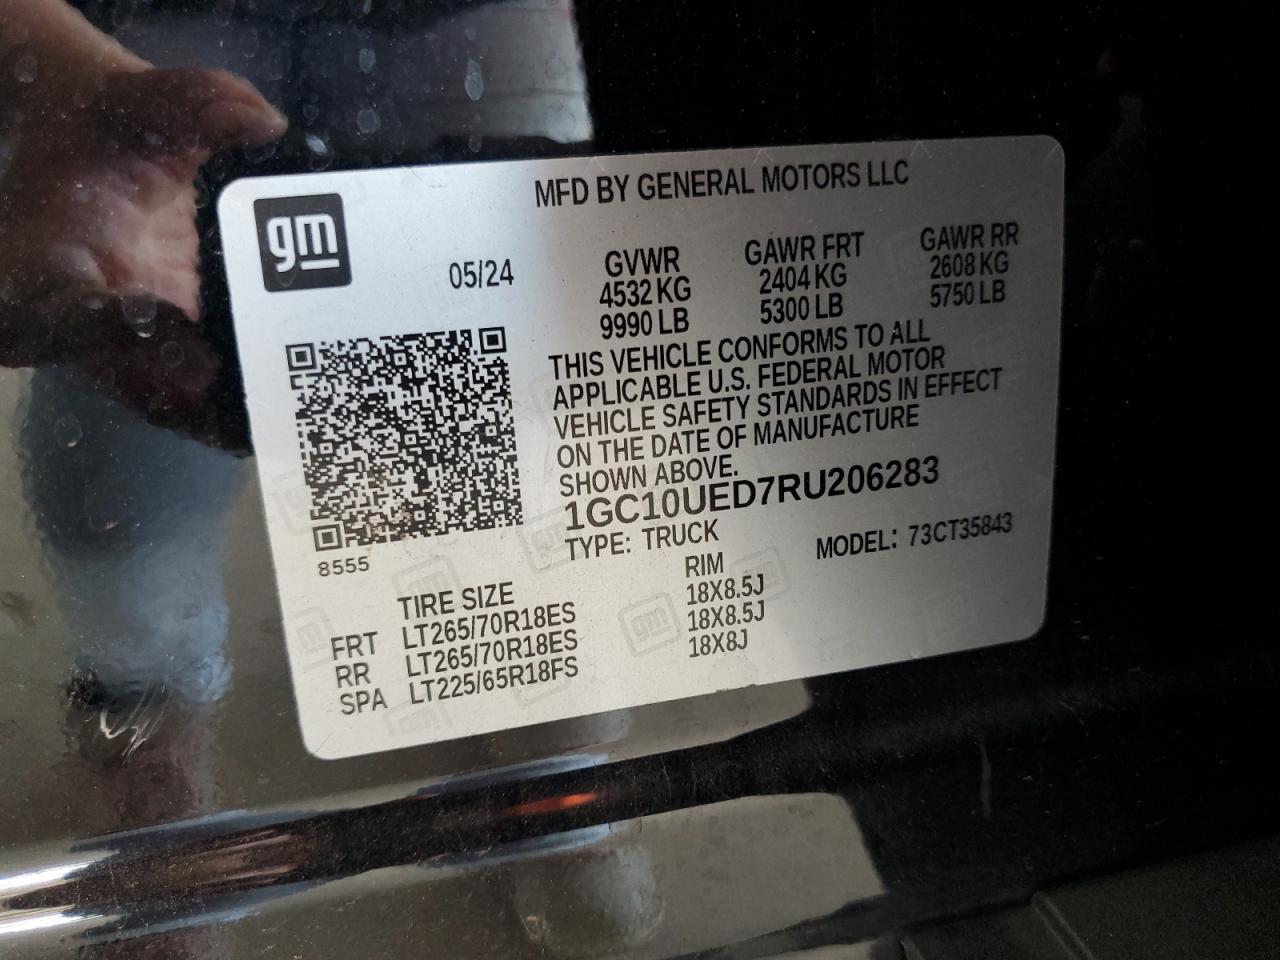 MFD BY GENERAL MOTORS LLC
gm
05/24
GVWR GAWR FRT GAWR RR
4532 KG 2404 KG 2608 KG
9990 LB 5300 LB 5750 LB
THIS VEHICLE CONFORMS TO ALL
APPLICABLE U.S. FEDERAL MOTOR
VEHICLE SAFETY STANDARDS IN EFFECT
ON THE DATE OF MANUFACTURE
SHOWN ABOVE.
1GC10UED7RU206283
TYPE: TRUCK MODEL: 73CT35843
8555
TIRE SIZE RIM
FRT LT265/70R18ES 18X8.5J
RR LT265/70R18ES 18X8.5J
SPA LT225/65R18FS 18X8J